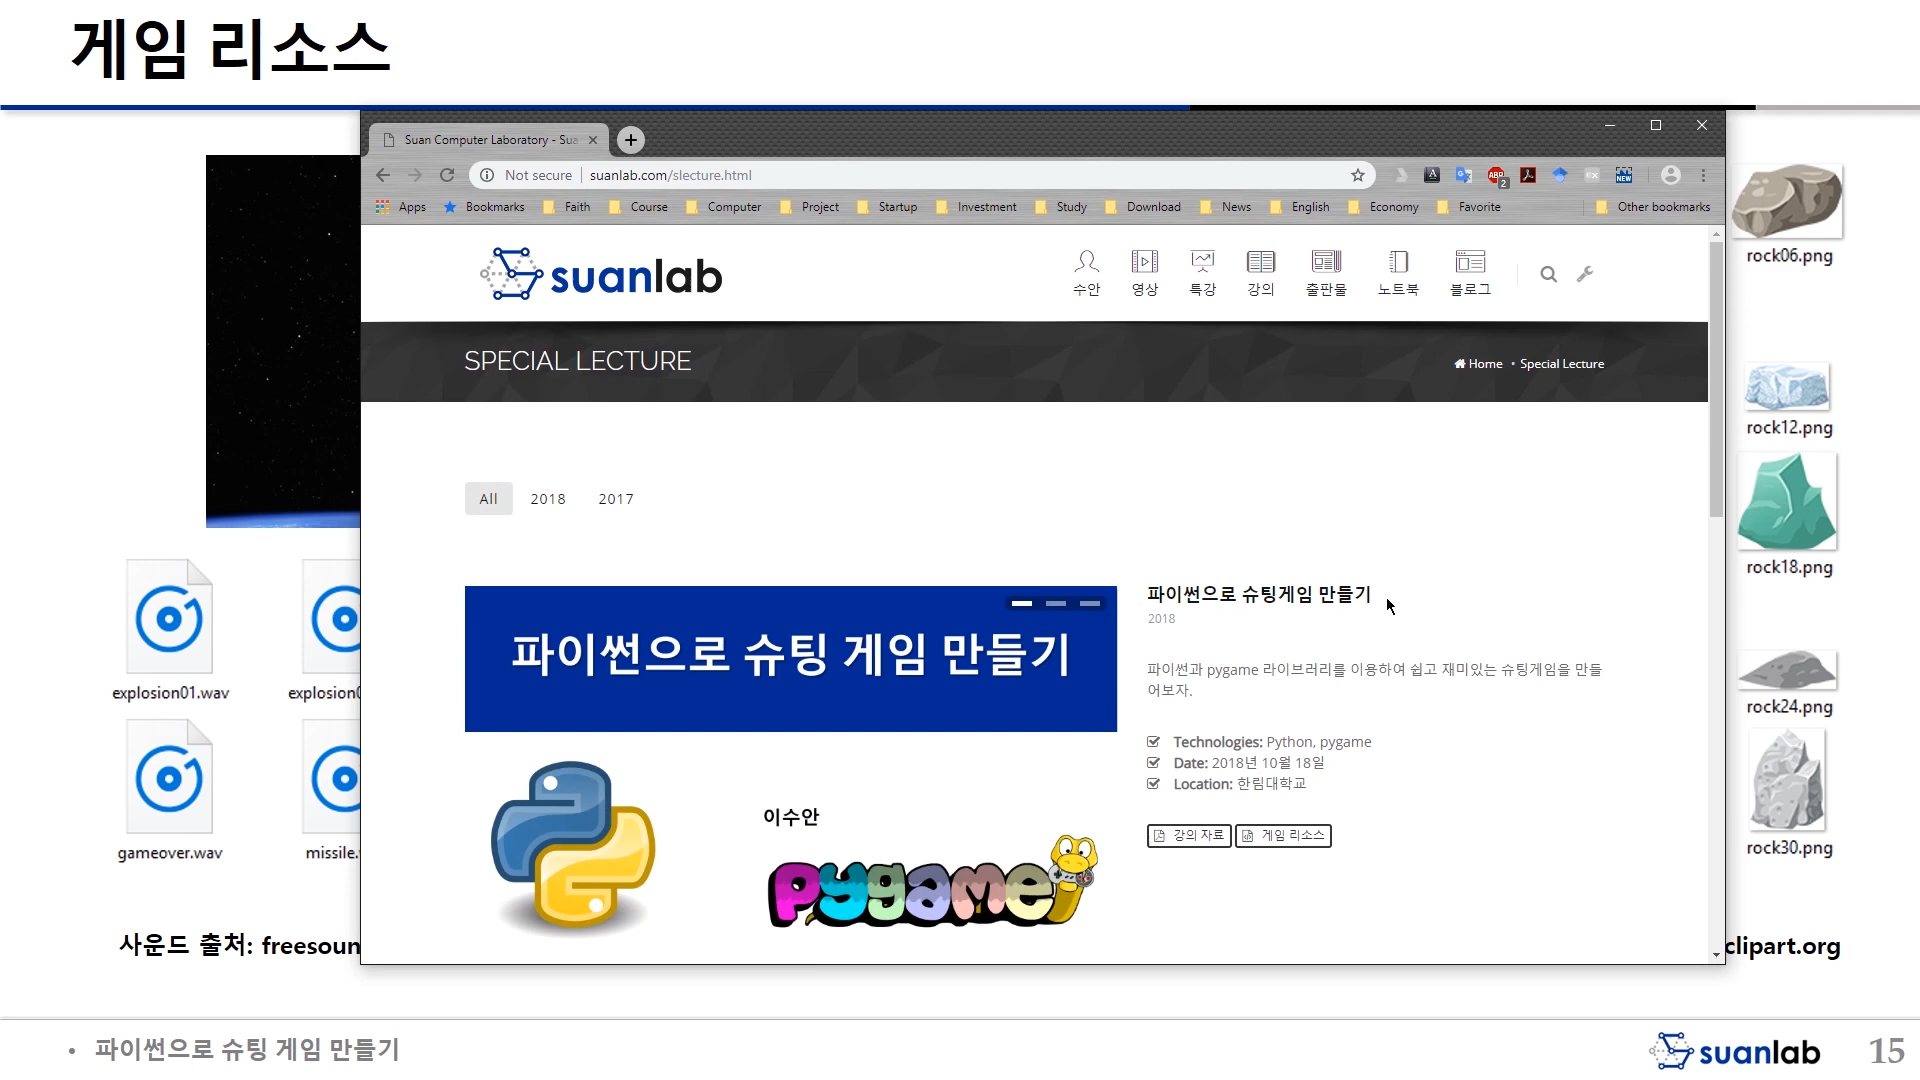 게임 리소스
Suan Computer Laboratory - Sua
Not secure
suanlab.com/slecture.html
ABP
2
NEW
Apps
Bookmarks
Faith
Course
Computer
Project
Startup
Investment
Study
Download
News
English
Economy
Favorite
Other bookmarks
suanlab
수안
영상
특강
강의
출판물
노트북
블로그
SPECIAL LECTURE
Home • Special Lecture
All
2018
2017
파이썬으로 슈팅 게임 만들기
이수안
pygame
파이썬으로 슈팅게임 만들기
2018
파이썬과 pygame 라이브러리를 이용하여 쉽고 재미있는 슈팅게임을 만들
어보자.
Technologies: Python, pygame
Date: 2018년 10월 18일
Location: 한림대학교
강의 자료
게임 리소스
explosion01.wav
explosion0
gameover.wav
missile.
rock06.png
rock12.png
rock18.png
rock24.png
rock30.png
사운드 출처: freesoun
clipart.org
• 파이썬으로 슈팅 게임 만들기
suanlab
15